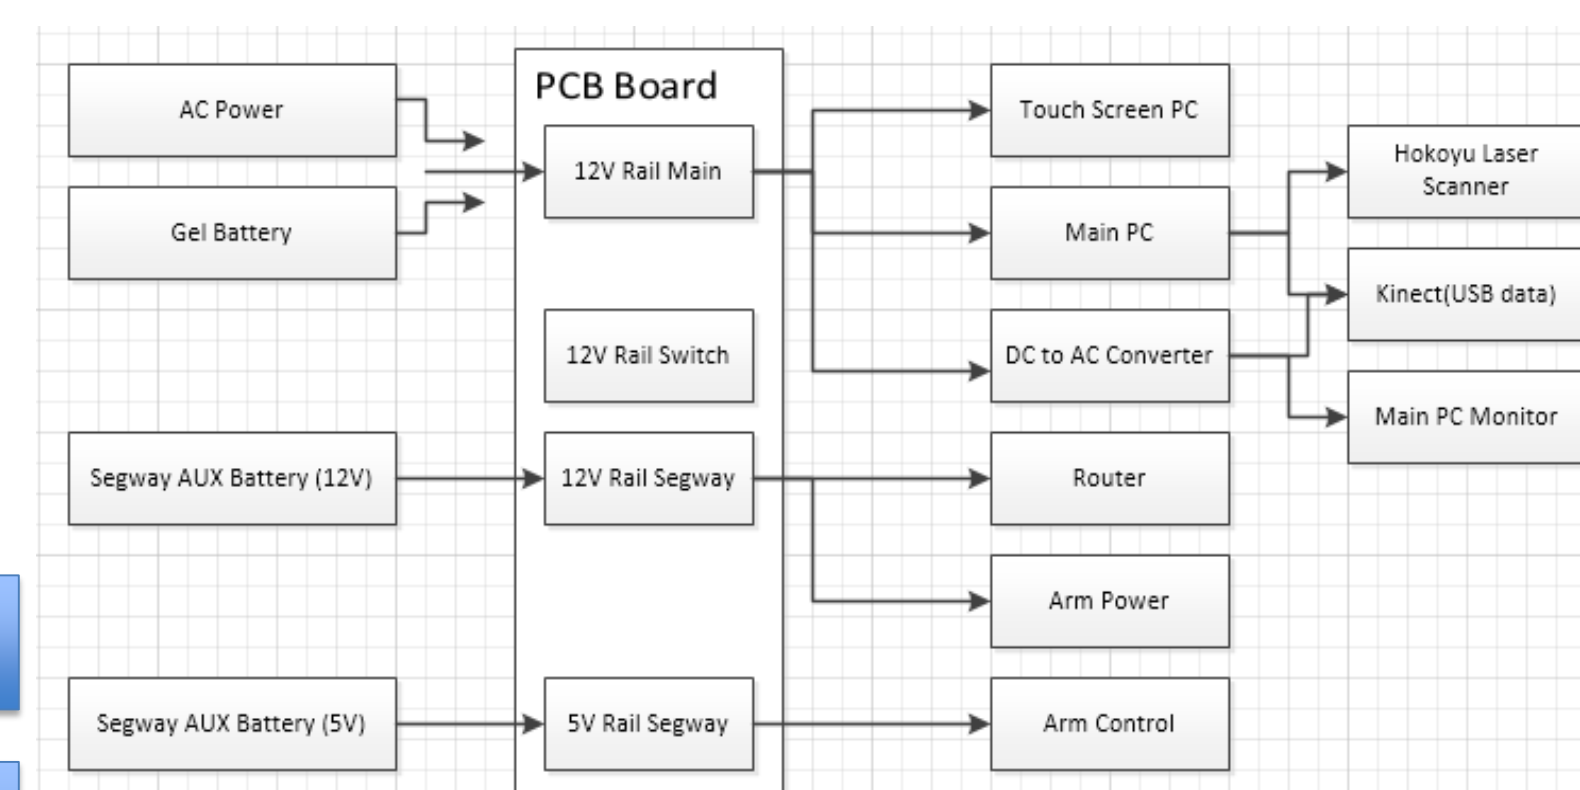 PCB Board
AC Power
12V Rail Main
Touch Screen PC
Hokoyu Laser
Scanner
Gel Battery
Main PC
Kinect(USB data)
12V Rail Switch
DC to AC Converter
Main PC Monitor
Segway AUX Battery (12V)
12V Rail Segway
Router
Arm Power
Segway AUX Battery (5V)
5V Rail Segway
Arm Control